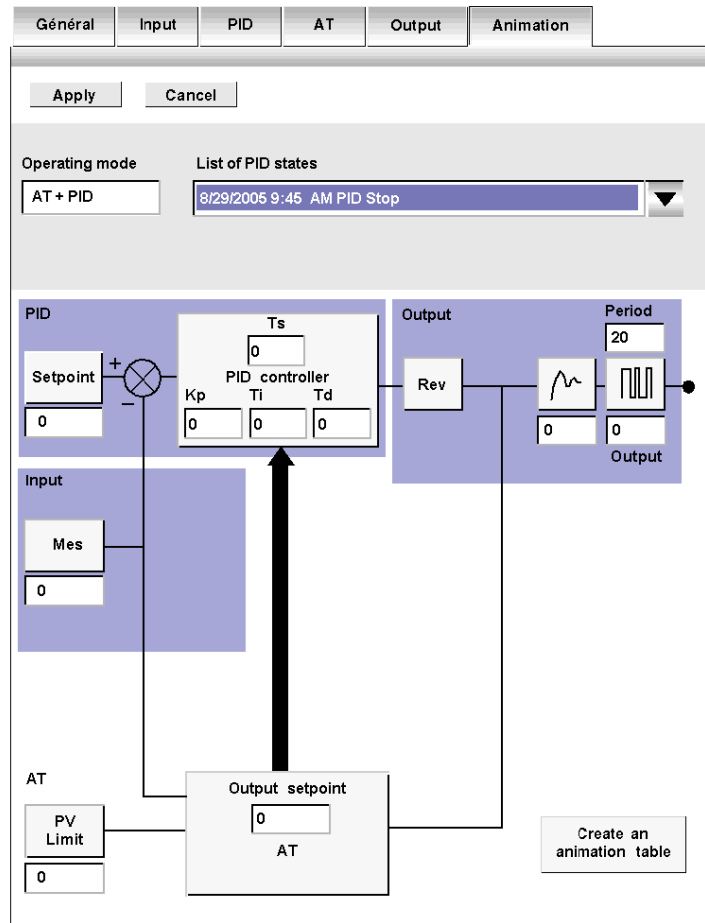 Général Input PID AT Output Animation
Apply Cancel
Operating mode List of PID states
AT + PID 8/29/2005 9:45 AM PID Stop
PID
Ts
0
PID controller
Kp Ti Td
0 0 0
Setpoint
+
−
0
Output
Period
20
Rev
0 0
Output
Input
Mes
0
AT
PV
Limit
0
Output setpoint
0
AT
Create an
animation table